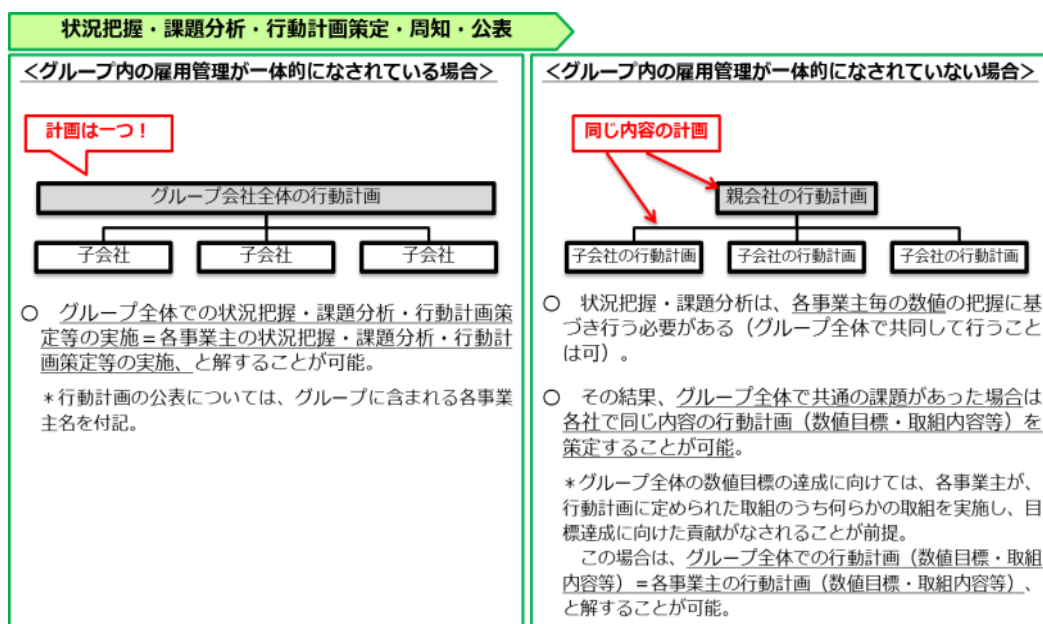 状況把握・課題分析・行動計画策定・周知・公表
＜グループ内の雇用管理が一体的になされている場合＞
計画は一つ！
グループ会社全体の行動計画
子会社
子会社
子会社
○　グループ全体での状況把握・課題分析・行動計画策
定等の実施＝各事業主の状況把握・課題分析・行動計
画策定等の実施、と解することが可能。
＊行動計画の公表については、グループに含まれる各事業
主名を付記。
＜グループ内の雇用管理が一体的になされていない場合＞
同じ内容の計画
親会社の行動計画
子会社の行動計画
子会社の行動計画
子会社の行動計画
○　状況把握・課題分析は、各事業主毎の数値の把握に基
づき行う必要がある（グループ全体で共同して行うこと
は可）。
○　その結果、グループ全体で共通の課題があった場合は
各社で同じ内容の行動計画（数値目標・取組内容等）を
策定することが可能。
＊グループ全体の数値目標の達成に向けては、各事業主が、
行動計画に定められた取組のうち何らかの取組を実施し、目
標達成に向けた貢献がなされることが前提。
この場合は、グループ全体での行動計画（数値目標・取組
内容等）＝各事業主の行動計画（数値目標・取組内容等）、
と解することが可能。